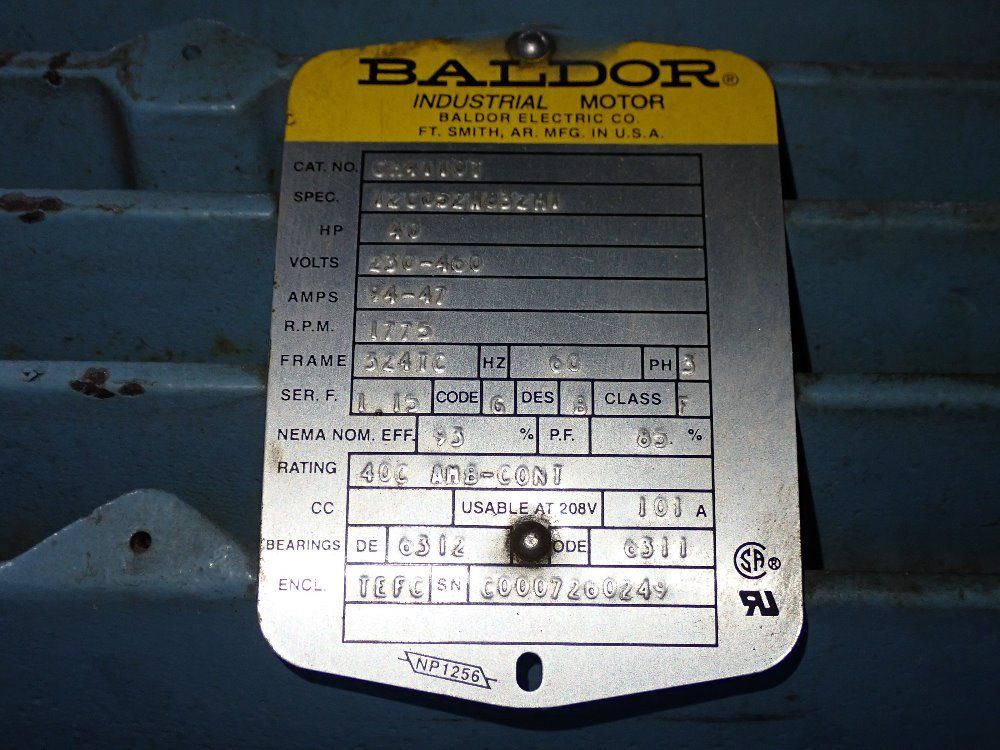 BALDOR®
INDUSTRIAL MOTOR
BALDOR ELECTRIC CO.
FT. SMITH, AR. MFG. IN U.S.A.
CAT. NO.
SPEC.
HP 40
VOLTS 230-460
AMPS 94-47
R.P.M. 1775
FRAME 324TC HZ 60 PH 3
SER. F. 1.15 CODE G DES B CLASS F
NEMA NOM. EFF. 93 % P.F. 85 %
RATING 40C AMB-CONT
CC USABLE AT 208V 101 A
BEARINGS DE 6312 ODE 6311
ENCL. TEFC SN C0007260249
SA ®
NP1256